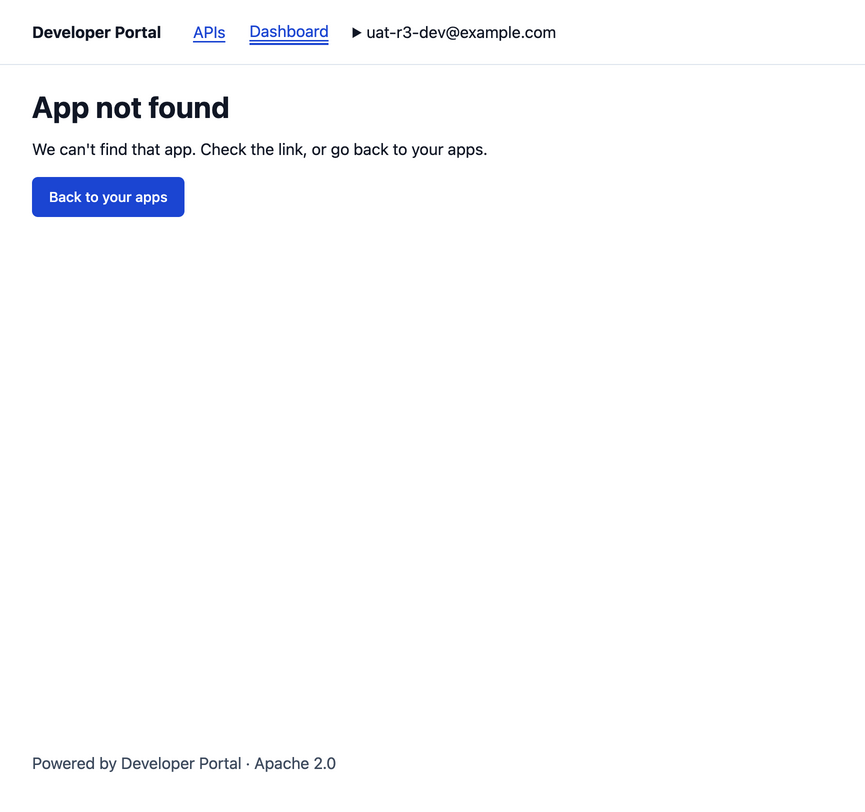 Developer Portal APIs Dashboard ▶ uat-r3-dev@example.com
App not found
We can't find that app. Check the link, or go back to your apps.
Back to your apps
Powered by Developer Portal · Apache 2.0